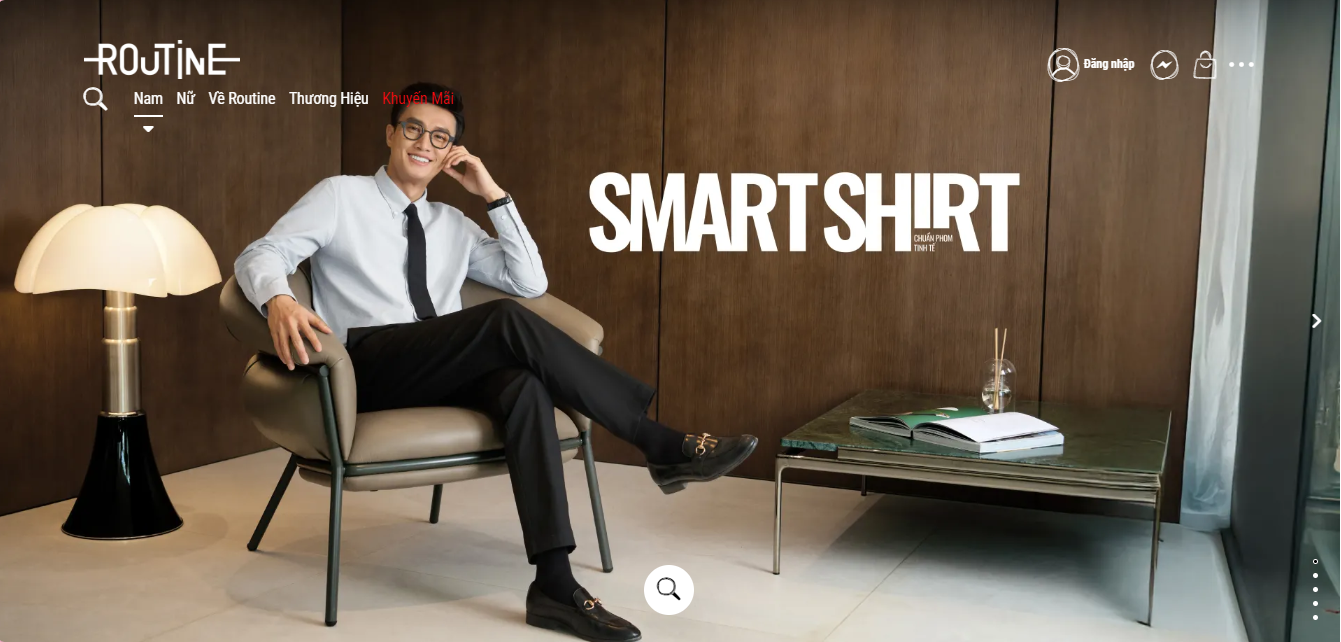 ROUTINE
Đăng nhập
Nam Nữ Về Routine Thương Hiệu Khuyến Mãi
SMART SHIRT
CHUẨN PHOM
TINH TẾ